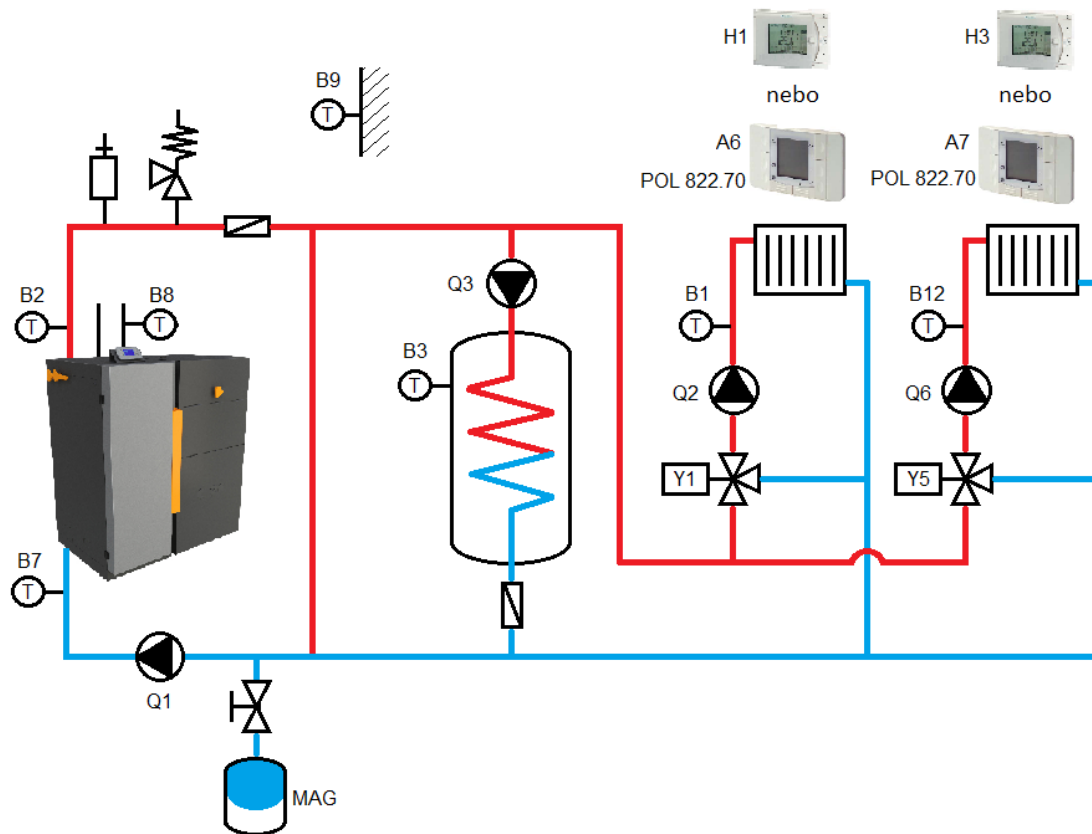 H1
H3
nebo
nebo
B9
T
A6
A7
POL 822.70
POL 822.70
Q3
B2
T
B8
T
B1
T
B12
T
B3
T
Q2
Q6
Y1
Y5
B7
T
Q1
MAG